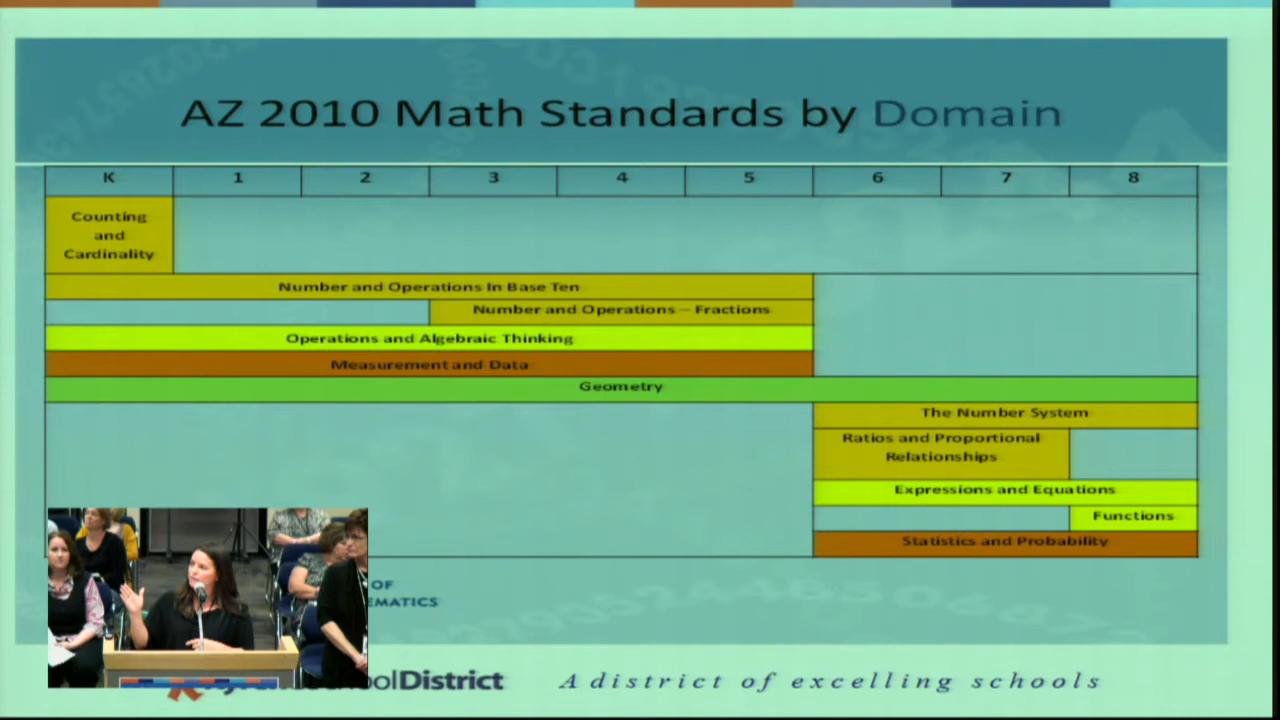 AZ 2010 Math Standards by Domain
K 1 2 3 4 5 6 7 8
Counting
and
Cardinality
Number and Operations In Base Ten
Number and Operations – Fractions
Operations and Algebraic Thinking
Measurement and Data
Geometry
The Number System
Ratios and Proportional
Relationships
Expressions and Equations
Functions
Statistics and Probability
OF
EMATICS
olDistrict
A district of excelling schools